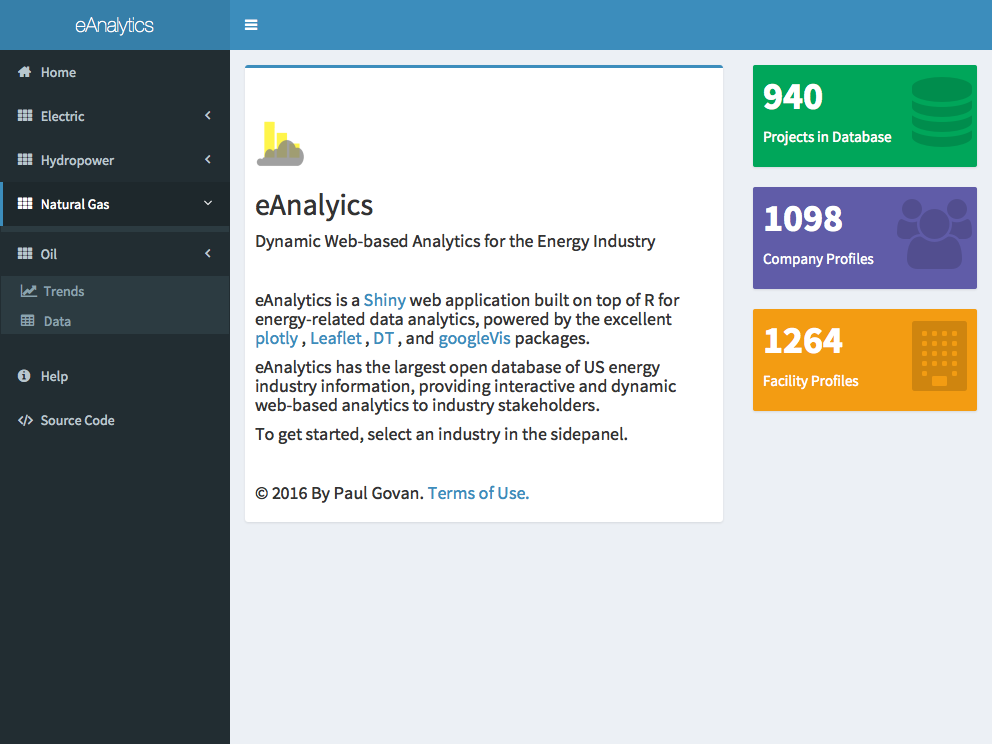 eAnalytics
Home
Electric
Hydropower
Natural Gas
Oil
Trends
Data
Help
Source Code
eAnalyics
Dynamic Web-based Analytics for the Energy Industry
eAnalytics is a Shiny web application built on top of R for
energy-related data analytics, powered by the excellent
plotly , Leaflet , DT , and googleVis packages.
eAnalytics has the largest open database of US energy
industry information, providing interactive and dynamic
web-based analytics to industry stakeholders.
To get started, select an industry in the sidepanel.
© 2016 By Paul Govan. Terms of Use.
940
Projects in Database
1098
Company Profiles
1264
Facility Profiles